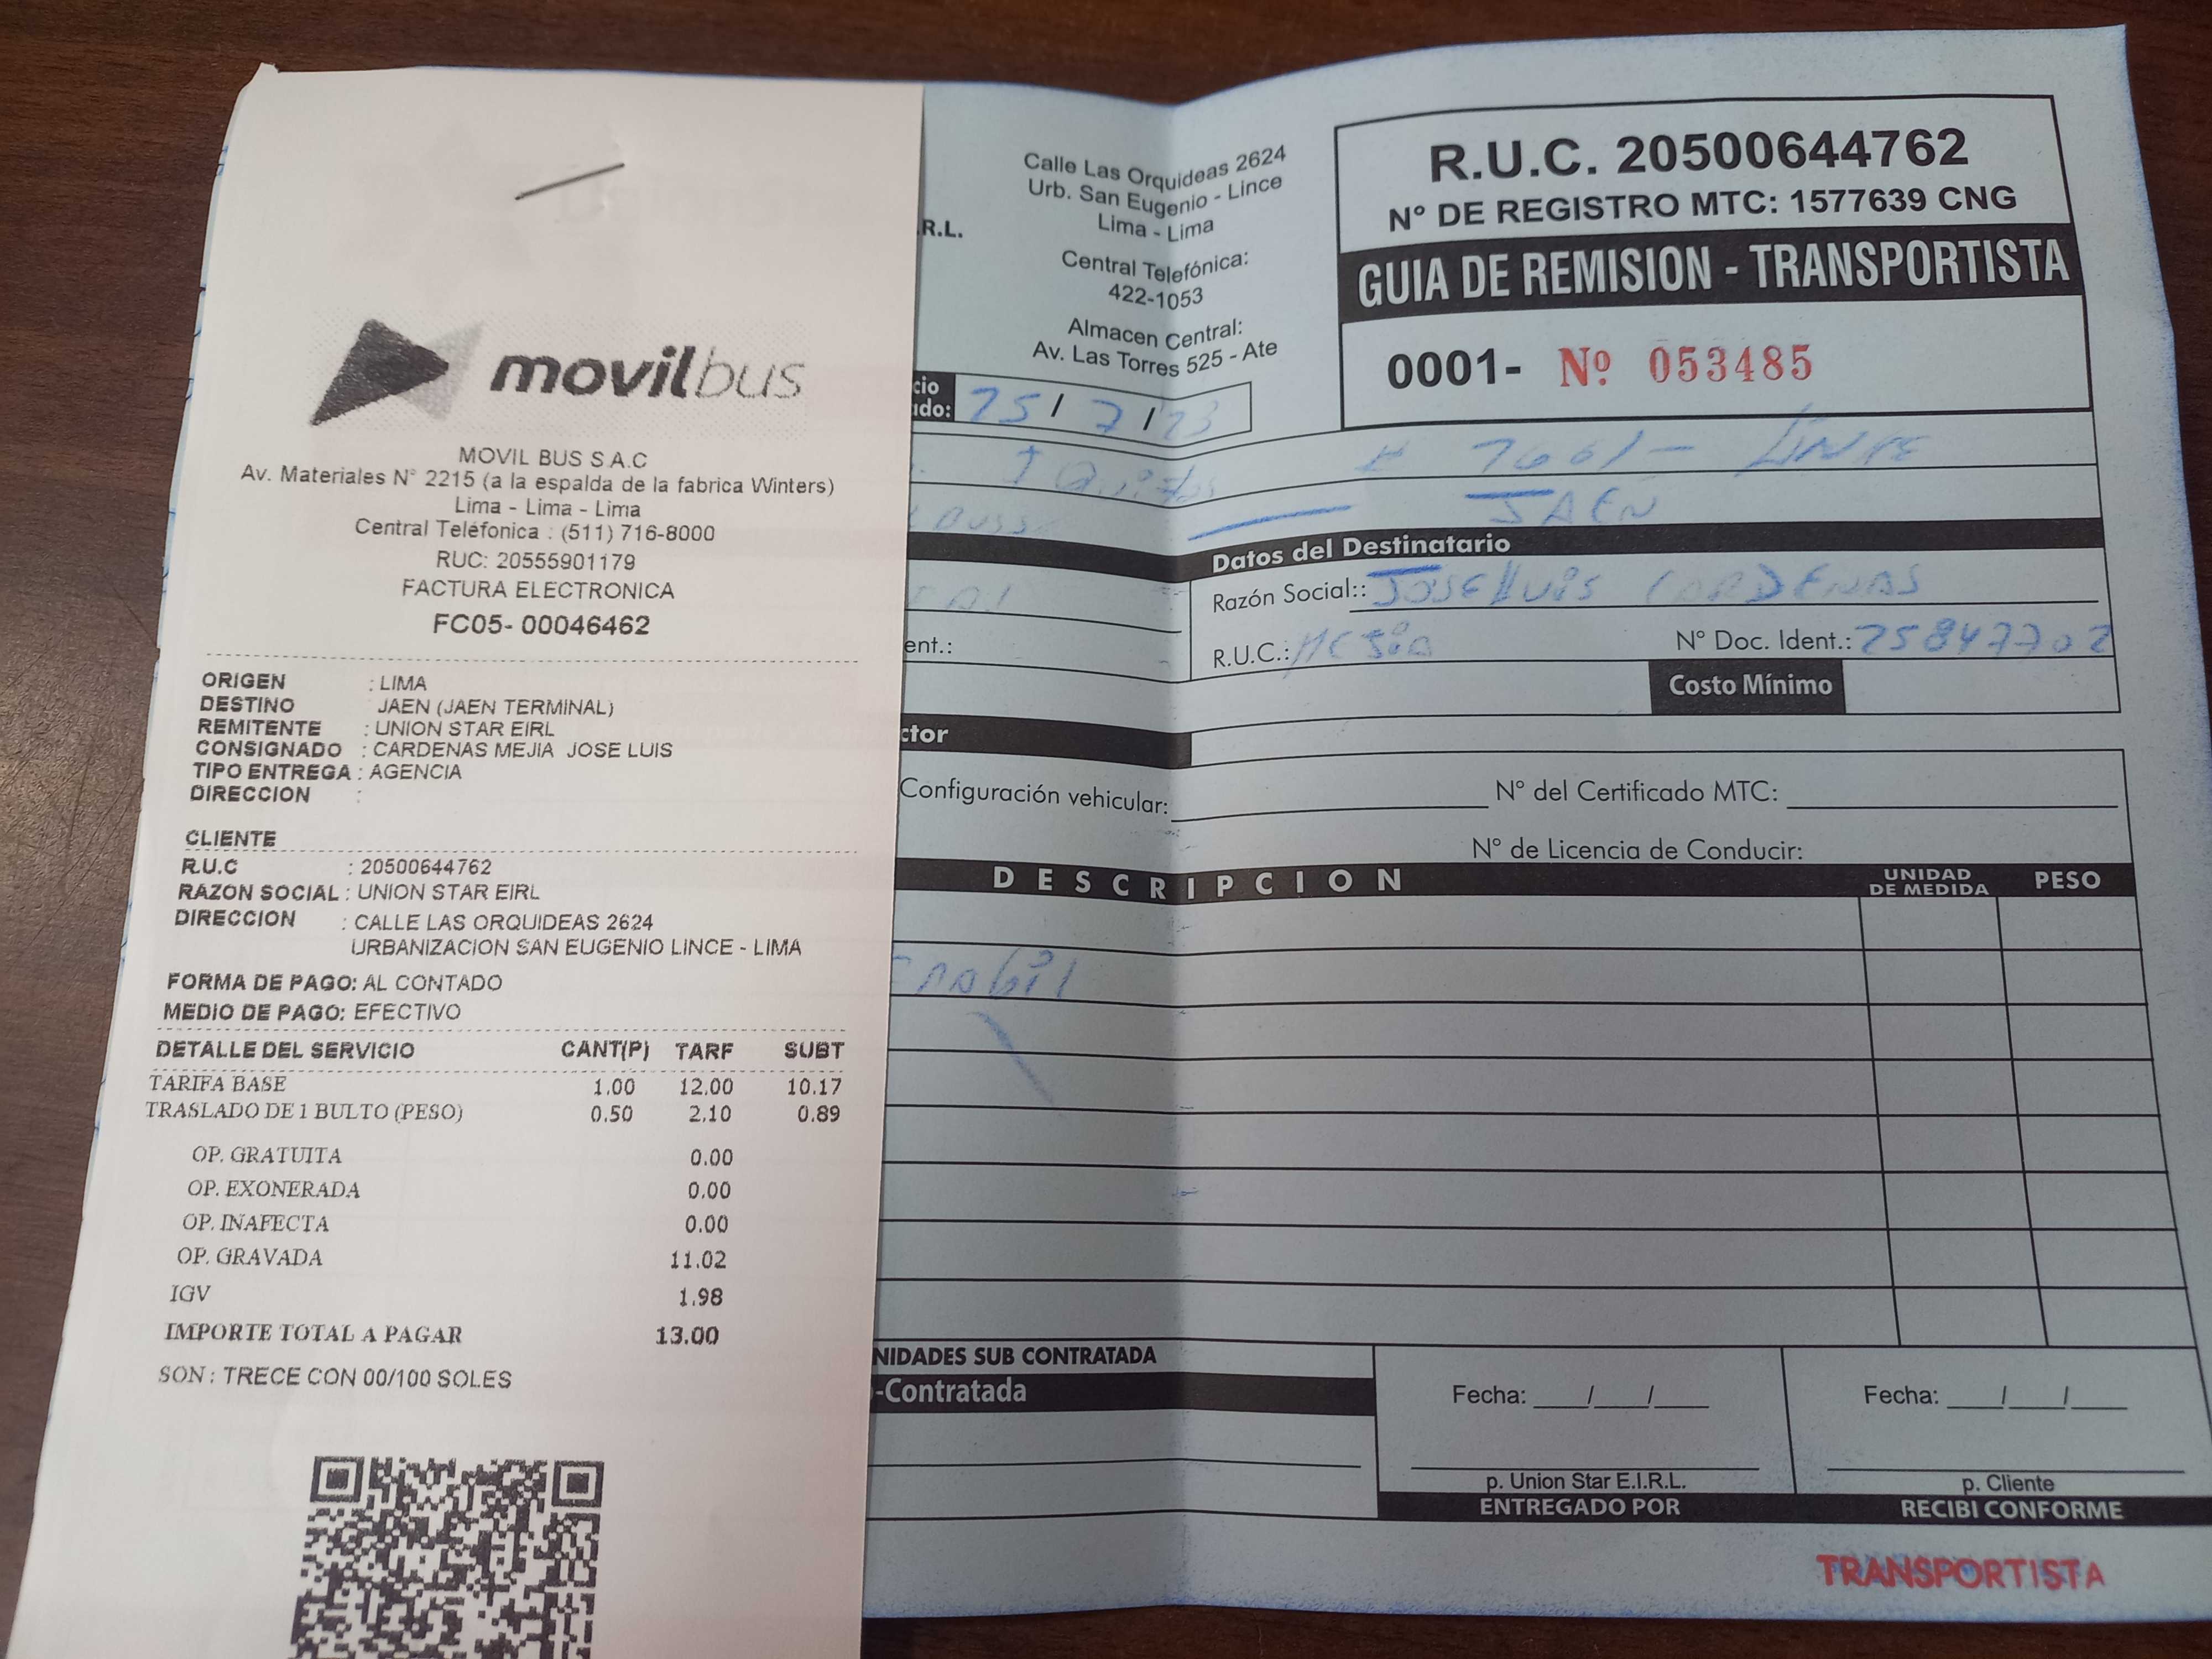 movilbus
MOVIL BUS S.A.C
Av. Materiales N° 2215 (a la espalda de la fabrica Winters)
Lima - Lima - Lima
Central Teléfonica : (511) 716-8000
RUC: 20555901179
FACTURA ELECTRONICA
FC05- 00046462
ORIGEN : LIMA
DESTINO JAEN (JAEN TERMINAL)
REMITENTE : UNION STAR EIRL
CONSIGNADO : CARDENAS MEJIA JOSE LUIS
TIPO ENTREGA : AGENCIA
DIRECCION :
CLIENTE
R.U.C : 20500644762
RAZON SOCIAL : UNION STAR EIRL
DIRECCION : CALLE LAS ORQUIDEAS 2624
URBANIZACION SAN EUGENIO LINCE - LIMA
FORMA DE PAGO: AL CONTADO
MEDIO DE PAGO: EFECTIVO
DETALLE DEL SERVICIO CANT(P) TARF SUBT
TARIFA BASE 1.00 12.00 10.17
TRASLADO DE 1 BULTO (PESO) 0.50 2.10 0.89
OP. GRATUITA 0.00
OP. EXONERADA 0.00
OP. INAFECTA 0.00
OP. GRAVADA 11.02
IGV 1.98
IMPORTE TOTAL A PAGAR 13.00
SON : TRECE CON 00/100 SOLES
.R.L.
Calle Las Orquideas 2624
Urb. San Eugenio - Lince
Lima - Lima
Central Telefónica:
422-1053
Almacen Central:
Av. Las Torres 525 - Ate
R.U.C. 20500644762
N° DE REGISTRO MTC: 1577639 CNG
GUIA DE REMISION - TRANSPORTISTA
0001- Nº 053485
cio
ado: 25 / 7 / 23
JAEN
Datos del Destinatario
Razón Social:: JOSE LUIS CARDENAS
ent.:
R.U.C.: MEJIA N° Doc. Ident.: 25847702
Costo Mínimo
ctor
Configuración vehicular: N° del Certificado MTC:
N° de Licencia de Conducir:
DESCRIPCION UNIDAD DE MEDIDA PESO
NIDADES SUB CONTRATADA
-Contratada
Fecha: / /
p. Union Star E.I.R.L.
ENTREGADO POR
Fecha: / /
p. Cliente
RECIBI CONFORME
TRANSPORTISTA